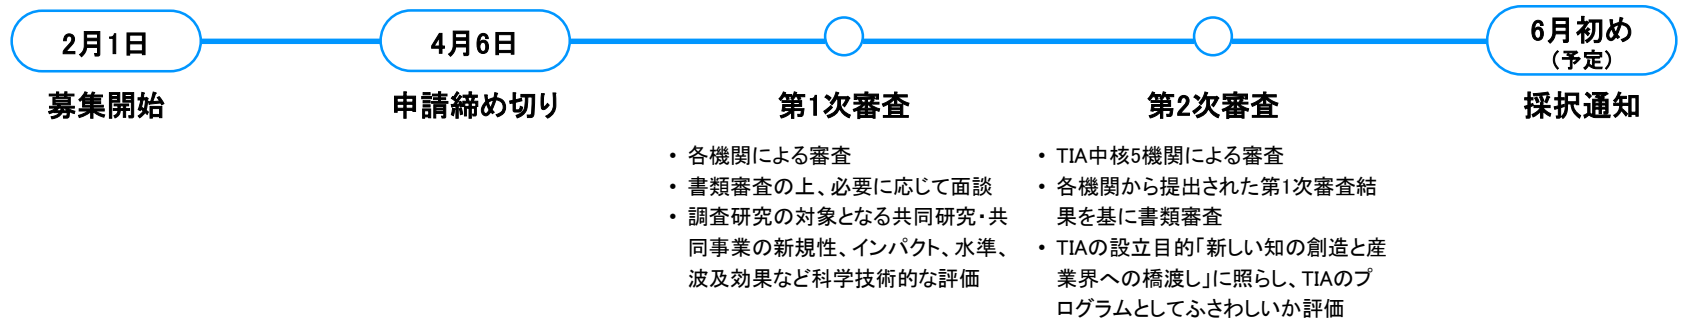 2月1日
募集開始
4月6日
申請締め切り
第1次審査
• 各機関による審査
• 書類審査の上、必要に応じて面談
• 調査研究の対象となる共同研究・共
同事業の新規性、インパクト、水準、
波及効果など科学技術的な評価
第2次審査
• TIA中核5機関による審査
• 各機関から提出された第1次審査結
果を基に書類審査
• TIAの設立目的「新しい知の創造と産
業界への橋渡し」に照らし、TIAのプ
ログラムとしてふさわしいか評価
6月初め
(予定)
採択通知